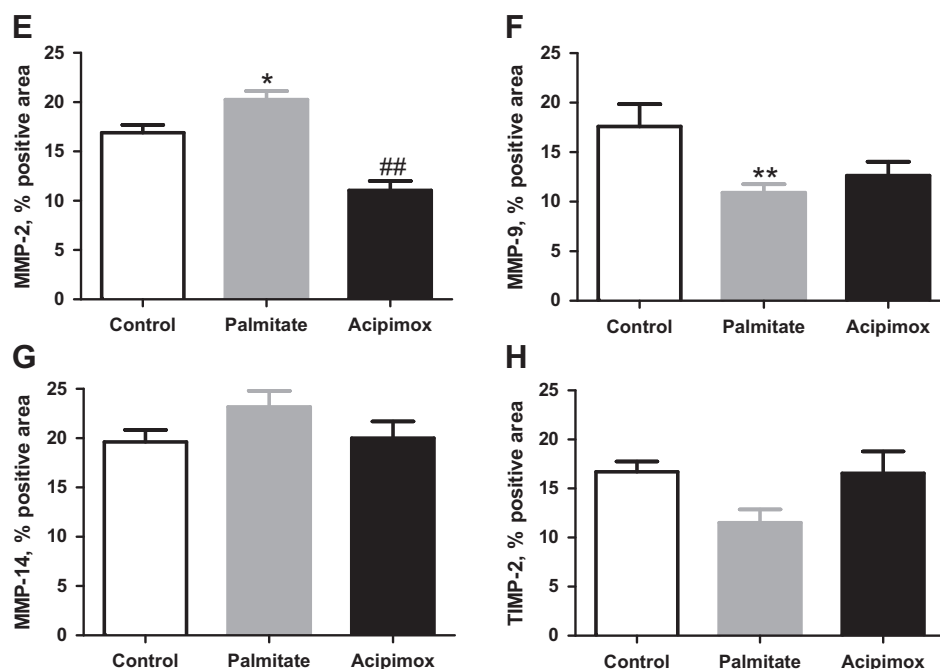 E
MMP-2, % positive area
25
20
15
10
5
0
*
##
Control Palmitate Acipimox
F
MMP-9, % positive area
25
20
15
10
5
0
**
Control Palmitate Acipimox
G
MMP-14, % positive area
25
20
15
10
5
0
Control Palmitate Acipimox
H
TIMP-2, % positive area
25
20
15
10
5
0
Control Palmitate Acipimox